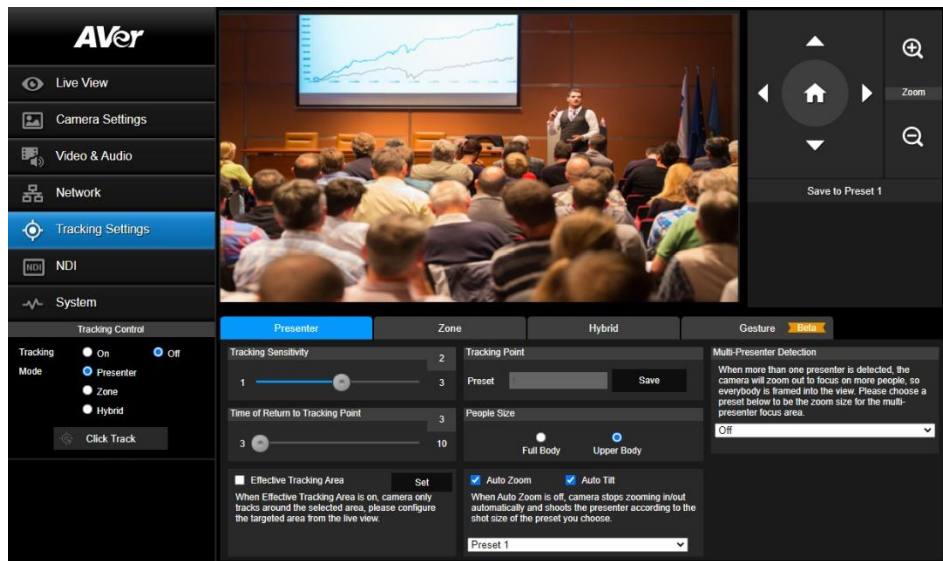 AVer
Live View
Camera Settings
Video & Audio
Network
Tracking Settings
NDI
NDI
System
Tracking Control
Tracking
On
Off
Mode
Presenter
Zone
Hybrid
Click Track
Zoom
Save to Preset 1
Presenter
Zone
Hybrid
Gesture
Beta
Tracking Sensitivity
2
1
3
Time of Return to Tracking Point
3
3
10
Effective Tracking Area
Set
When Effective Tracking Area is on, camera only
tracks around the selected area, please configure
the targeted area from the live view.
Tracking Point
Preset
1
Save
People Size
Full Body
Upper Body
Auto Zoom
Auto Tilt
When Auto Zoom is off, camera stops zooming in/out
automatically and shoots the presenter according to the
shot size of the preset you choose.
Preset 1
Multi-Presenter Detection
When more than one presenter is detected, the
camera will zoom out to focus on more people, so
everybody is framed into the view. Please choose a
preset below to be the zoom size for the multi-
presenter focus area.
Off